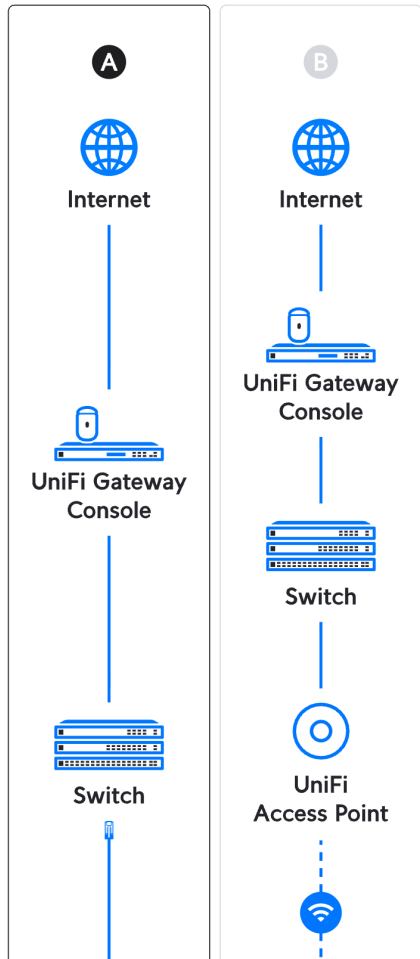 A
Internet
UniFi Gateway
Console
Switch
B
Internet
UniFi Gateway
Console
Switch
UniFi
Access Point